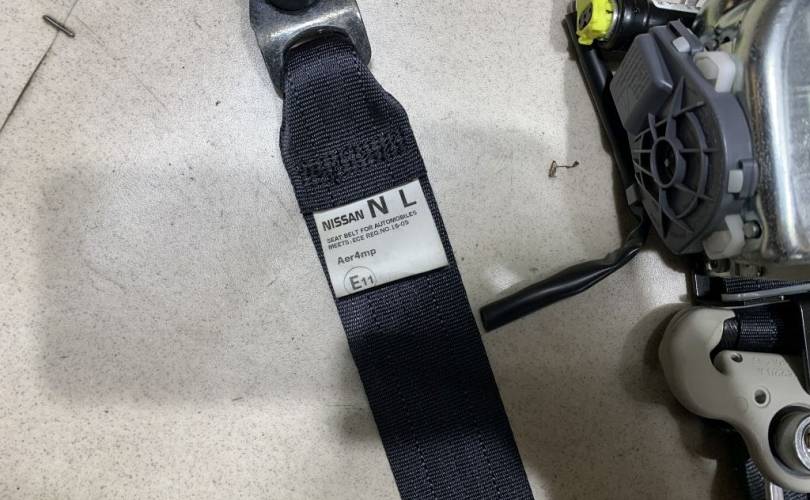 NISSAN N L
SEAT BELT FOR AUTOMOBILES
MEETS: ECE REG.NO.16-05
Aer4mp
E11